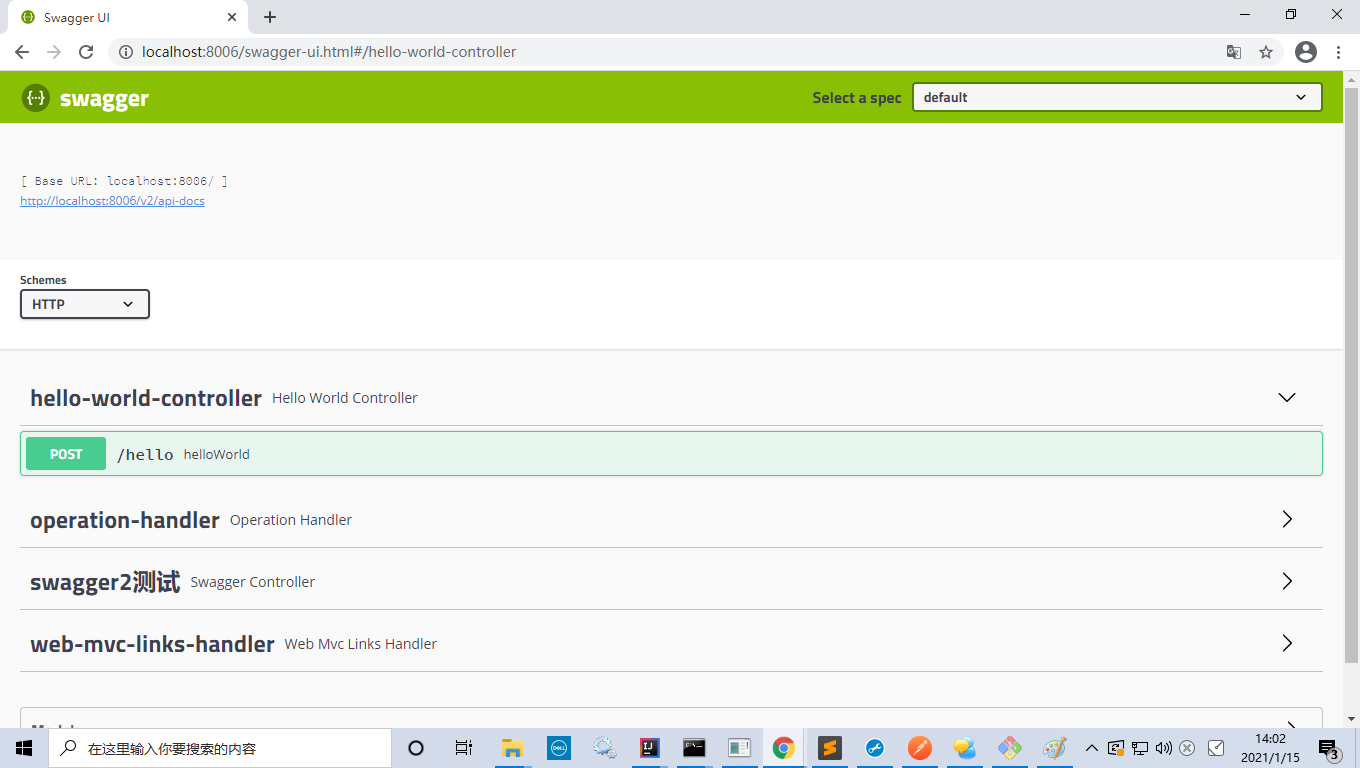 Swagger UI
localhost:8006/swagger-ui.html#/hello-world-controller
{··} swagger
Select a spec
default
[ Base URL: localhost:8006/ ]
http://localhost:8006/v2/api-docs
Schemes
HTTP
hello-world-controller Hello World Controller
POST /hello helloWorld
operation-handler Operation Handler
swagger2测试 Swagger Controller
web-mvc-links-handler Web Mvc Links Handler
在这里输入你要搜索的内容
DELL
IJ
14:02
2021/1/15
3